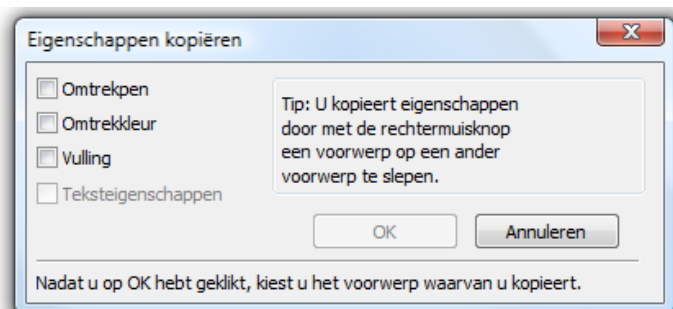 Eigenschappen kopiëren
Omtrekpen
Omtrekkleur
Vulling
Teksteigenschappen
Tip: U kopieert eigenschappen
door met de rechtermuisknop
een voorwerp op een ander
voorwerp te slepen.
OK
Annuleren
Nadat u op OK hebt geklikt, kiest u het voorwerp waarvan u kopieert.